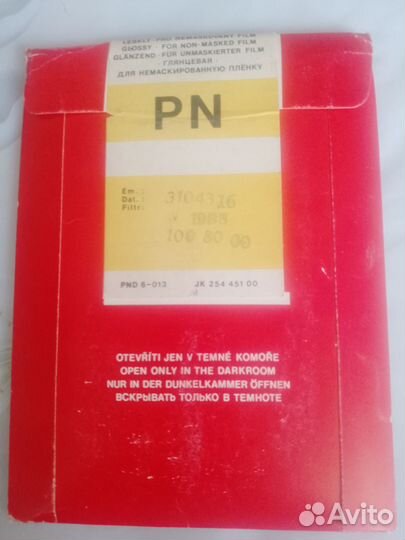 LESKLÝ · PRO NEMASKOVANÝ FILM
GLOSSY · FOR NON-MASKED FILM
GLÄNZEND · FÜR UNMASKIERTER FILM
· ГЛЯНЦЕВАЯ ·
ДЛЯ НЕМАСКИРОВАННУЮ ПЛЁНКУ
PN
Em.:
Dat.:
Filtr:
3104316
V 1988
100 80 00
PND 6-013 JK 254 451 00
OTEVŘÍTI JEN V TEMNÉ KOMOŘE
OPEN ONLY IN THE DARKROOM
NUR IN DER DUNKELKAMMER ÖFFNEN
ВСКРЫВАТЬ ТОЛЬКО В ТЕМНОТЕ
Avito